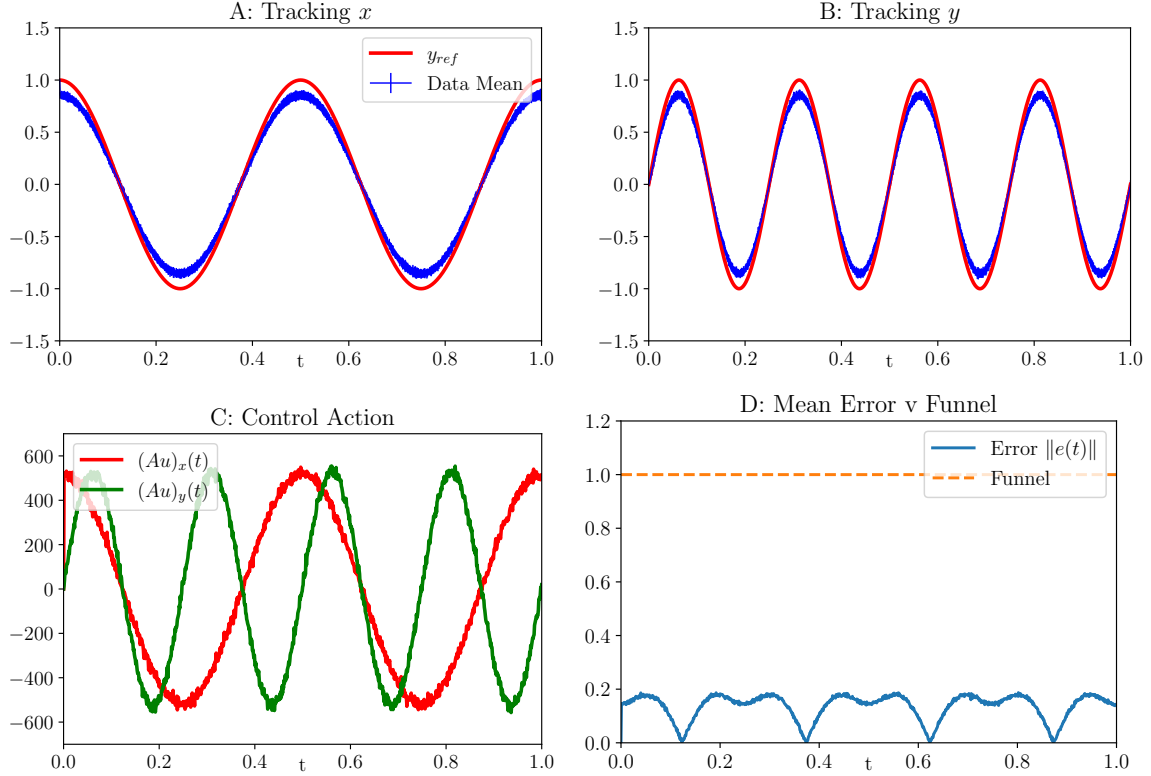 A: Tracking x
1.5
1.0
0.5
0.0
−0.5
−1.0
−1.5
y_ref
Data Mean
0.0 0.2 0.4 0.6 0.8 1.0
t
B: Tracking y
1.5
1.0
0.5
0.0
−0.5
−1.0
−1.5
0.0 0.2 0.4 0.6 0.8 1.0
t
C: Control Action
600
400
200
0
−200
−400
−600
(Au)_x(t)
(Au)_y(t)
0.0 0.2 0.4 0.6 0.8 1.0
t
D: Mean Error v Funnel
1.2
1.0
0.8
0.6
0.4
0.2
0.0
Error ‖e(t)‖
Funnel
0.0 0.2 0.4 0.6 0.8 1.0
t